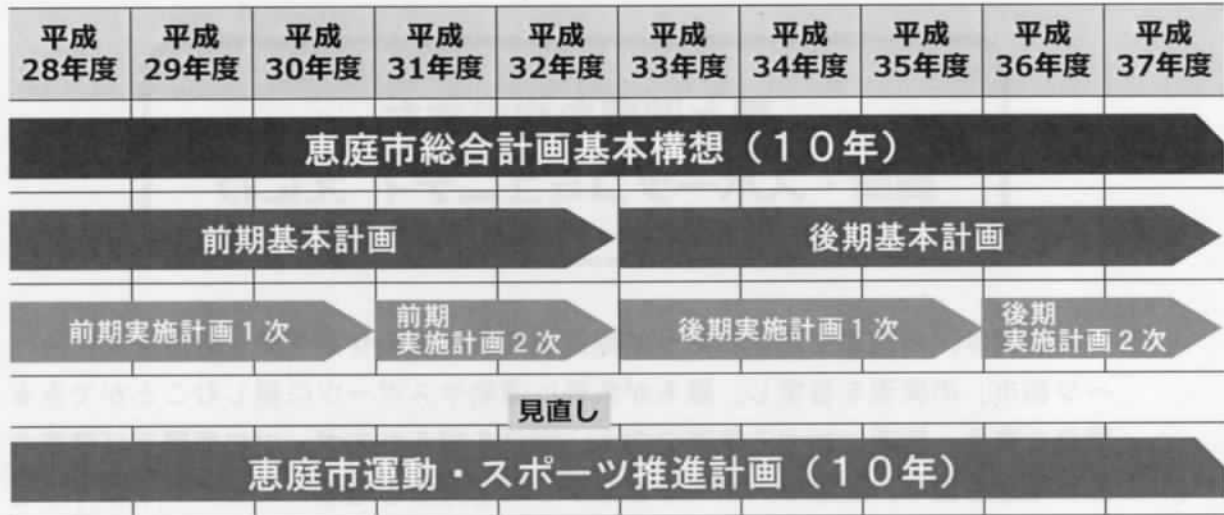 平成 平成 平成 平成 平成 平成 平成 平成 平成 平成
28年度 29年度 30年度 31年度 32年度 33年度 34年度 35年度 36年度 37年度
恵庭市総合計画基本構想（１０年）
前期基本計画 後期基本計画
前期実施計画１次
前期
実施計画２次
後期実施計画１次
後期
実施計画２次
見直し
恵庭市運動・スポーツ推進計画（１０年）